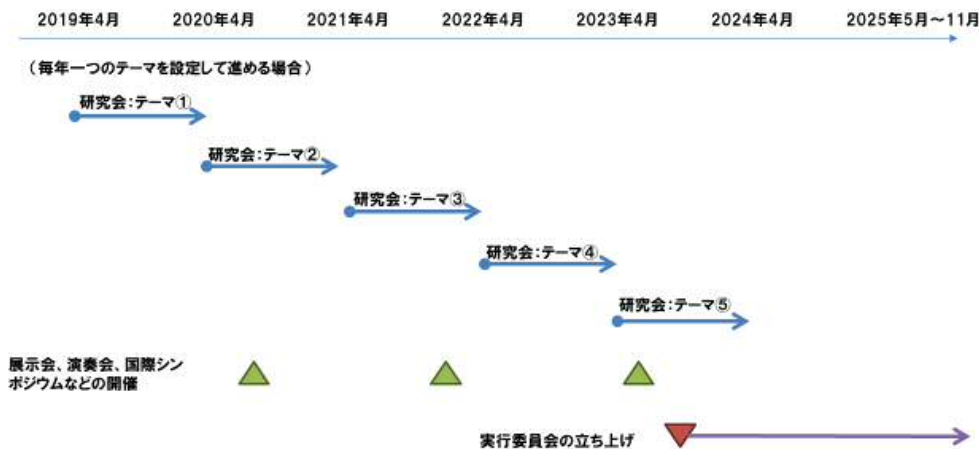 2019年4月 2020年4月 2021年4月 2022年4月 2023年4月 2024年4月 2025年5月～11月
（毎年一つのテーマを設定して進める場合）
研究会：テーマ①
研究会：テーマ②
研究会：テーマ③
研究会：テーマ④
研究会：テーマ⑤
展示会、演奏会、国際シン
ポジウムなどの開催
実行委員会の立ち上げ